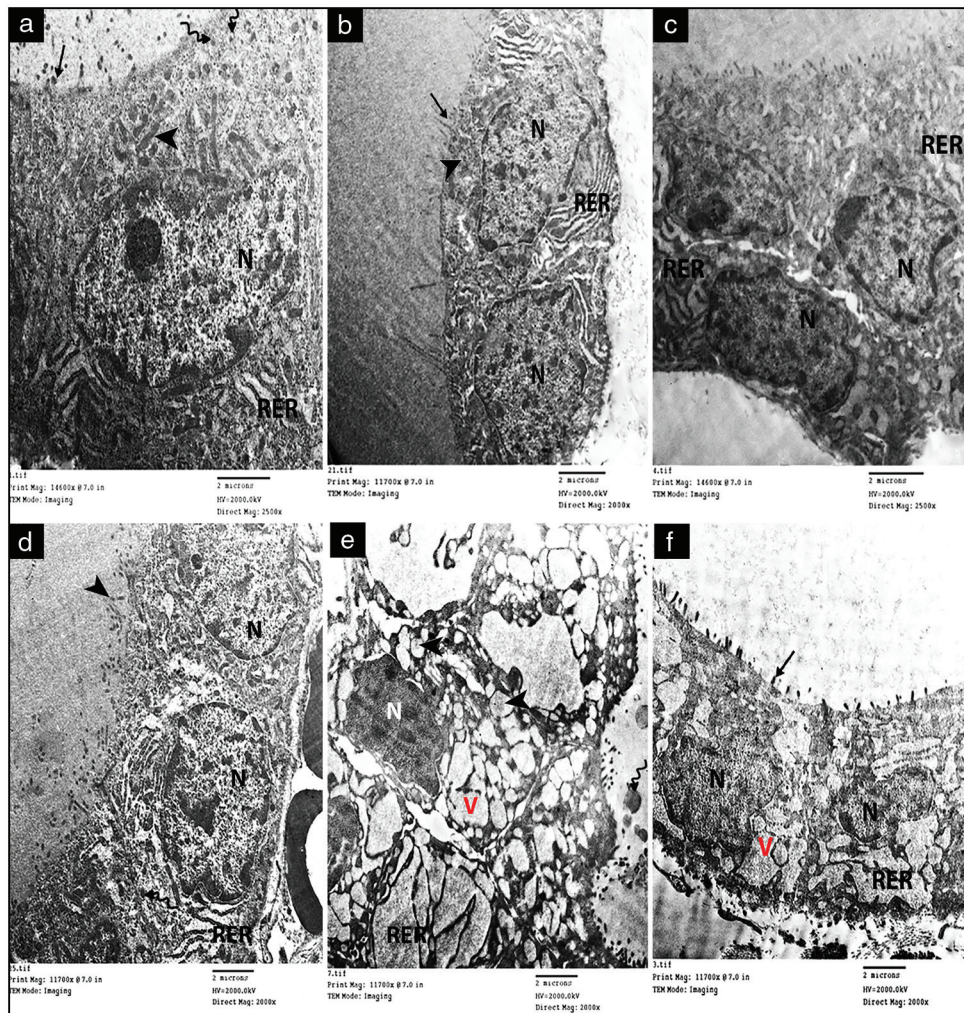 a
b
c
N
RER
N
RER
N
RER
RER
N
N
1.tif
Print Mag: 14600x @ 7.0 in
TEM Mode: Imaging
2 microns
HV=2000.0kV
Direct Mag: 2500x
21.tif
Print Mag: 11700x @ 7.0 in
TEM Mode: Imaging
2 microns
HV=2000.0kV
Direct Mag: 2000x
4.tif
Print Mag: 14600x @ 7.0 in
TEM Mode: Imaging
2 microns
HV=2000.0kV
Direct Mag: 2500x
d
e
f
N
N
RER
N
V
RER
N
N
V
RER
15.tif
Print Mag: 11700x @ 7.0 in
TEM Mode: Imaging
2 microns
HV=2000.0kV
Direct Mag: 2000x
7.tif
Print Mag: 11700x @ 7.0 in
TEM Mode: Imaging
2 microns
HV=2000.0kV
Direct Mag: 2000x
3.tif
Print Mag: 11700x @ 7.0 in
TEM Mode: Imaging
2 microns
HV=2000.0kV
Direct Mag: 2000x